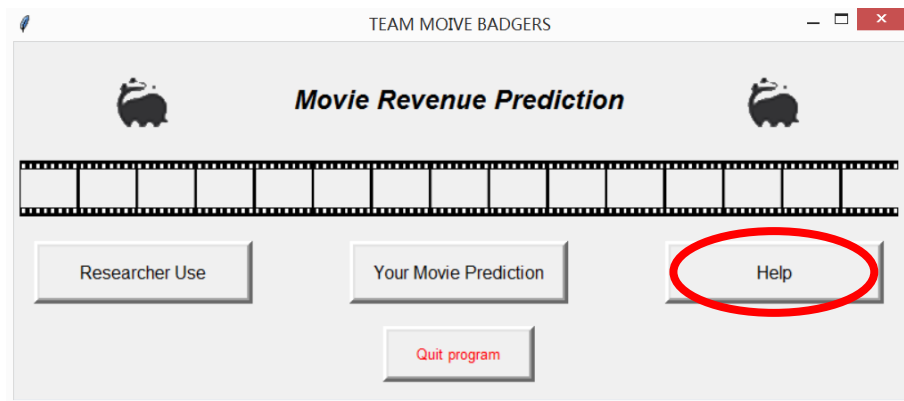 TEAM MOIVE BADGERS
Movie Revenue Prediction
Researcher Use
Your Movie Prediction
Help
Quit program